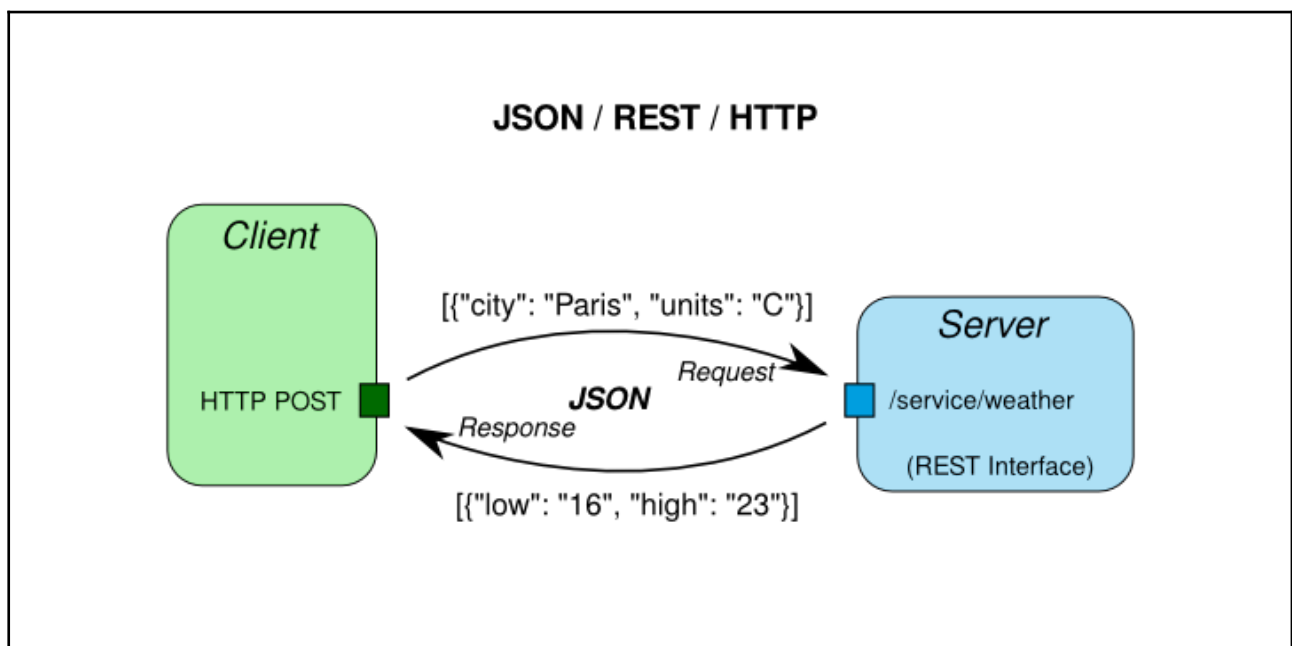 JSON / REST / HTTP
Client
[{"city": "Paris", "units": "C"}]
Server
Request
HTTP POST
JSON
/service/weather
Response
(REST Interface)
[{"low": "16", "high": "23"}]